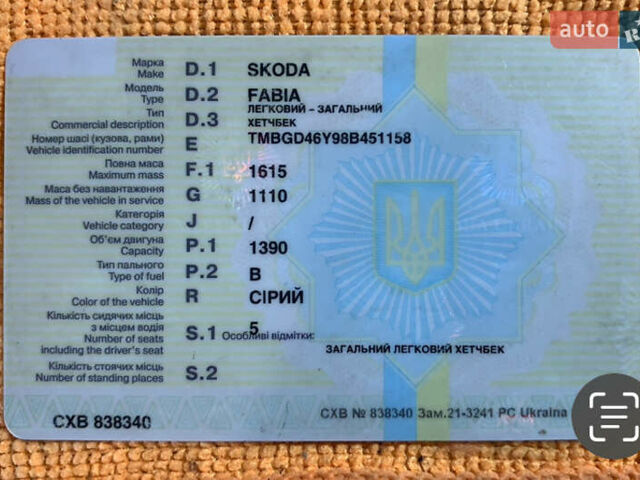 auto
Марка
Make D.1 SKODA
Модель
Type D.2 FABIA
Тип
Commercial description D.3 ЛЕГКОВИЙ - ЗАГАЛЬНИЙ
ХЕТЧБЕК
Номер шасі (кузова, рами)
Vehicle identification number E TMBGD46Y98B451158
Повна маса
Maximum mass F.1 1615
Маса без навантаження
Mass of the vehicle in service G 1110
Категорія
Vehicle category J /
Об'єм двигуна
Capacity P.1 1390
Тип пального
Type of fuel P.2 B
Колір
Color of the vehicle R СІРИЙ
Кількість сидячих місць
з місцем водія
Number of seats
including the driver's seat S.1 5
Особливі відмітки:
ЗАГАЛЬНИЙ ЛЕГКОВИЙ ХЕТЧБЕК
Кількість стоячих місць
Number of standing places S.2
СХВ 838340
СХВ № 838340 Зам.21-3241 PC Ukraina